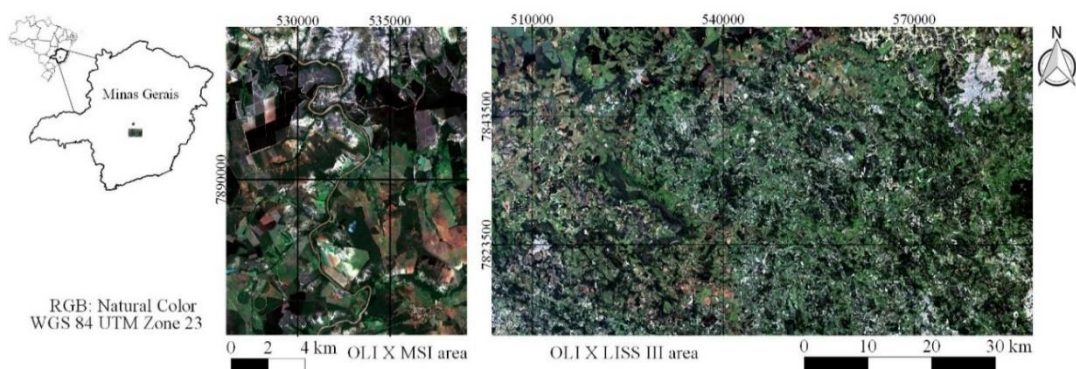 530000 535000
510000 540000 570000
N
Minas Gerais
7843500
7890000
7823500
RGB: Natural Color
WGS 84 UTM Zone 23
0 2 4 km
OLI X MSI area
OLI X LISS III area
0 10 20 30 km